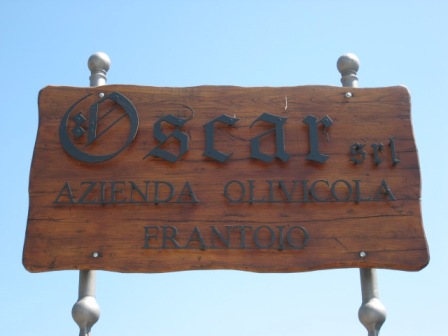 Oscar srl
AZIENDA OLIVICOLA
FRANTOIO